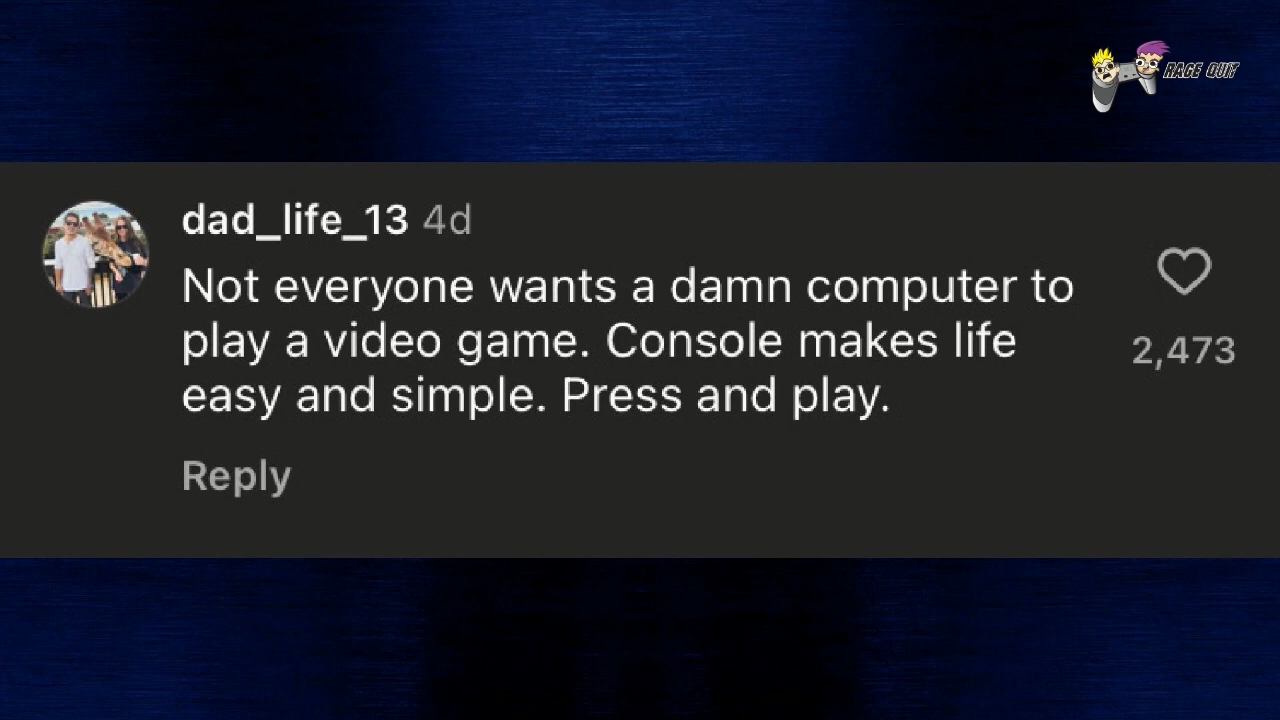 RAGE QUIT
dad_life_13 4d
Not everyone wants a damn computer to
play a video game. Console makes life
easy and simple. Press and play.
2,473
Reply